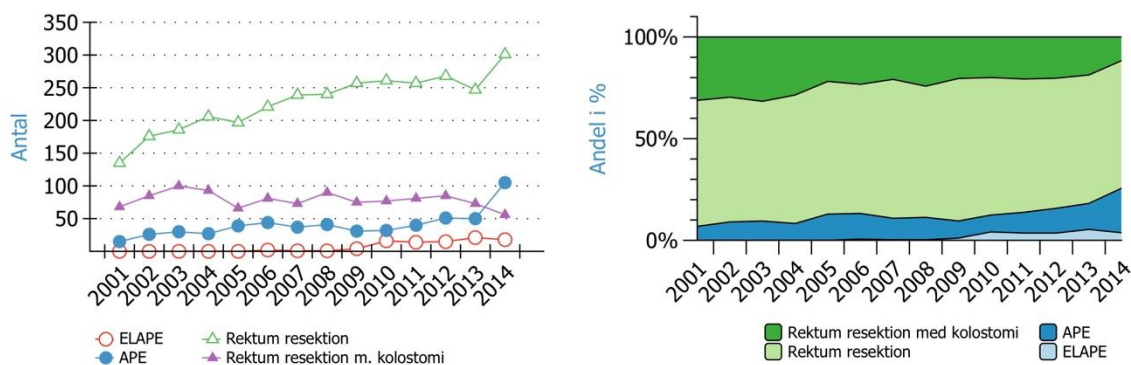 350
300
250
200
150
100
50
Antal
2001 2002 2003 2004 2005 2006 2007 2008 2009 2010 2011 2012 2013 2014
ELAPE
Rektum resektion
APE
Rektum resektion m. kolostomi
100%
50%
0%
Andel i %
2001 2002 2003 2004 2005 2006 2007 2008 2009 2010 2011 2012 2013 2014
Rektum resektion med kolostomi
APE
Rektum resektion
ELAPE